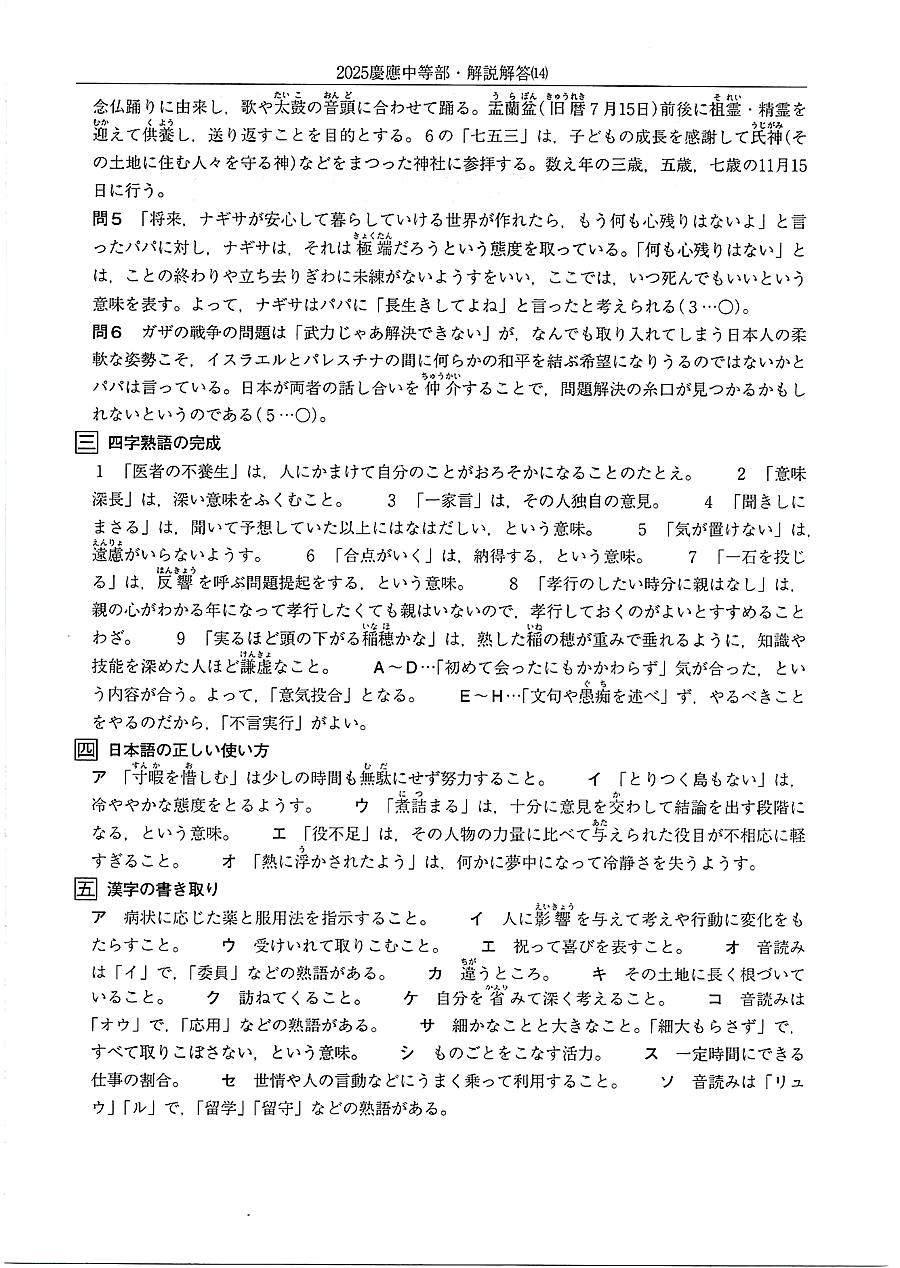 2025慶應中等部・解説解答⒁
念仏踊りに由来し，歌や太鼓の音頭に合わせて踊る。盂蘭盆(旧暦７月15日)前後に祖霊・精霊を
迎えて供養し，送り返すことを目的とする。６の「七五三」は，子どもの成長を感謝して氏神(そ
の土地に住む人々を守る神)などをまつった神社に参拝する。数え年の三歳，五歳，七歳の11月15
日に行う。
問５　「将来，ナギサが安心して暮らしていける世界が作れたら，もう何も心残りはないよ」と言
ったパパに対し，ナギサは，それは極端だろうという態度を取っている。「何も心残りはない」と
は，ことの終わりや立ち去りぎわに未練がないようすをいい，ここでは，いつ死んでもいいという
意味を表す。よって，ナギサはパパに「長生きしてよね」と言ったと考えられる(３…〇)。
問６　ガザの戦争の問題は「武力じゃあ解決できない」が，なんでも取り入れてしまう日本人の柔
軟な姿勢こそ，イスラエルとパレスチナの間に何らかの和平を結ぶ希望になりうるのではないかと
パパは言っている。日本が両者の話し合いを仲介することで，問題解決の糸口が見つかるかもし
れないというのである(５…〇)。
三　四字熟語の完成
１　「医者の不養生」は，人にかまけて自分のことがおろそかになることのたとえ。　２　「意味
深長」は，深い意味をふくむこと。　３　「一家言」は，その人独自の意見。　４　「聞きしに
まさる」は，聞いて予想していた以上にはなはだしい，という意味。　５　「気が置けない」は，
遠慮がいらないようす。　６　「合点がいく」は，納得する，という意味。　７　「一石を投じ
る」は，反響を呼ぶ問題提起をする，という意味。　８　「孝行のしたい時分に親はなし」は，
親の心がわかる年になって孝行したくても親はいないので，孝行しておくのがよいとすすめること
わざ。　９　「実るほど頭の下がる稲穂かな」は，熟した稲の穂が重みで垂れるように，知識や
技能を深めた人ほど謙虚なこと。　Ａ～Ｄ…「初めて会ったにもかかわらず」気が合った，とい
う内容が合う。よって，「意気投合」となる。　Ｅ～Ｈ…「文句や愚痴を述べ」ず，やるべきこと
をやるのだから，「不言実行」がよい。
四　日本語の正しい使い方
ア　「寸暇を惜しむ」は少しの時間も無駄にせず努力すること。　イ　「とりつく島もない」は，
冷ややかな態度をとるようす。　ウ　「煮詰まる」は，十分に意見を交わして結論を出す段階に
なる，という意味。　エ　「役不足」は，その人物の力量に比べて与えられた役目が不相応に軽
すぎること。　オ　「熱に浮かされたよう」は，何かに夢中になって冷静さを失うようす。
五　漢字の書き取り
ア　病状に応じた薬と服用法を指示すること。　イ　人に影響を与えて考えや行動に変化をも
たらすこと。　ウ　受けいれて取りこむこと。　エ　祝って喜びを表すこと。　オ　音読み
は「イ」で，「委員」などの熟語がある。　カ　違うところ。　キ　その土地に長く根づいて
いること。　ク　訪ねてくること。　ケ　自分を省みて深く考えること。　コ　音読みは
「オウ」で，「応用」などの熟語がある。　サ　細かなことと大きなこと。「細大もらさず」で，
すべて取りこぼさない，という意味。　シ　ものごとをこなす活力。　ス　一定時間にできる
仕事の割合。　セ　世情や人の言動などにうまく乗って利用すること。　ソ　音読みは「リュ
ウ」「ル」で，「留学」「留守」などの熟語がある。